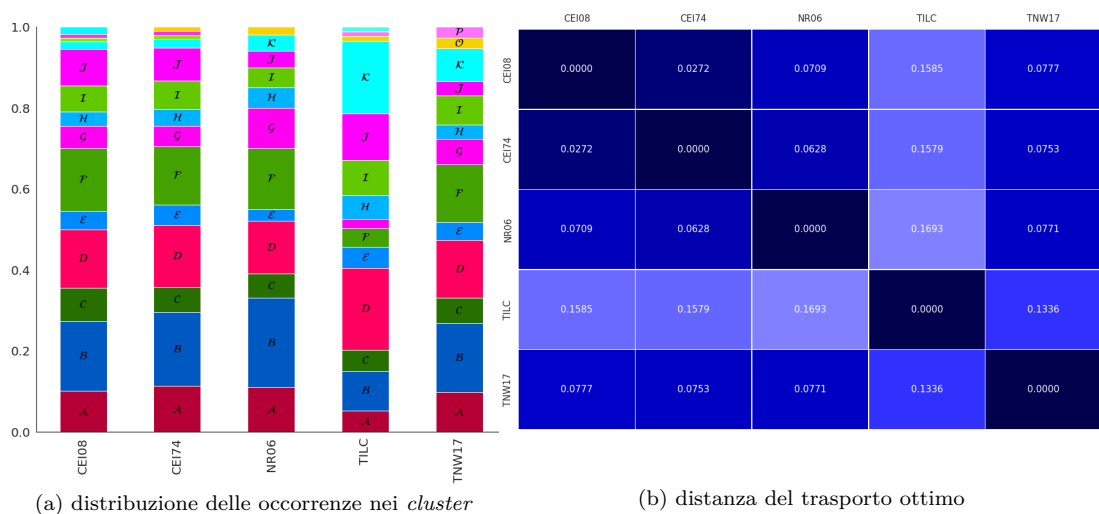 1.0
0.8
0.6
0.4
0.2
0.0
J
I
H
G
F
E
D
C
B
A
J
I
H
G
F
E
D
C
B
A
K
J
I
H
G
F
E
D
C
B
A
K
J
I
H
F
E
D
C
B
A
P
O
K
J
I
H
G
F
E
D
C
B
A
CEI08
CEI74
NR06
TILC
TNW17
(a) distribuzione delle occorrenze nei cluster
CEI08 CEI74 NR06 TILC TNW17
CEI08 0.0000 0.0272 0.0709 0.1585 0.0777
CEI74 0.0272 0.0000 0.0628 0.1579 0.0753
NR06 0.0709 0.0628 0.0000 0.1693 0.0771
TILC 0.1585 0.1579 0.1693 0.0000 0.1336
TNW17 0.0777 0.0753 0.0771 0.1336 0.0000
(b) distanza del trasporto ottimo